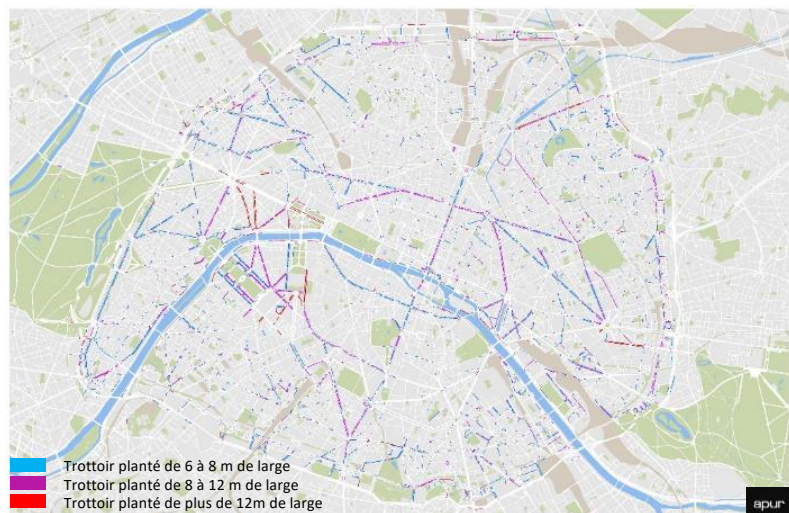 Trottoir planté de 6 à 8 m de large
Trottoir planté de 8 à 12 m de large
Trottoir planté de plus de 12m de large
apur